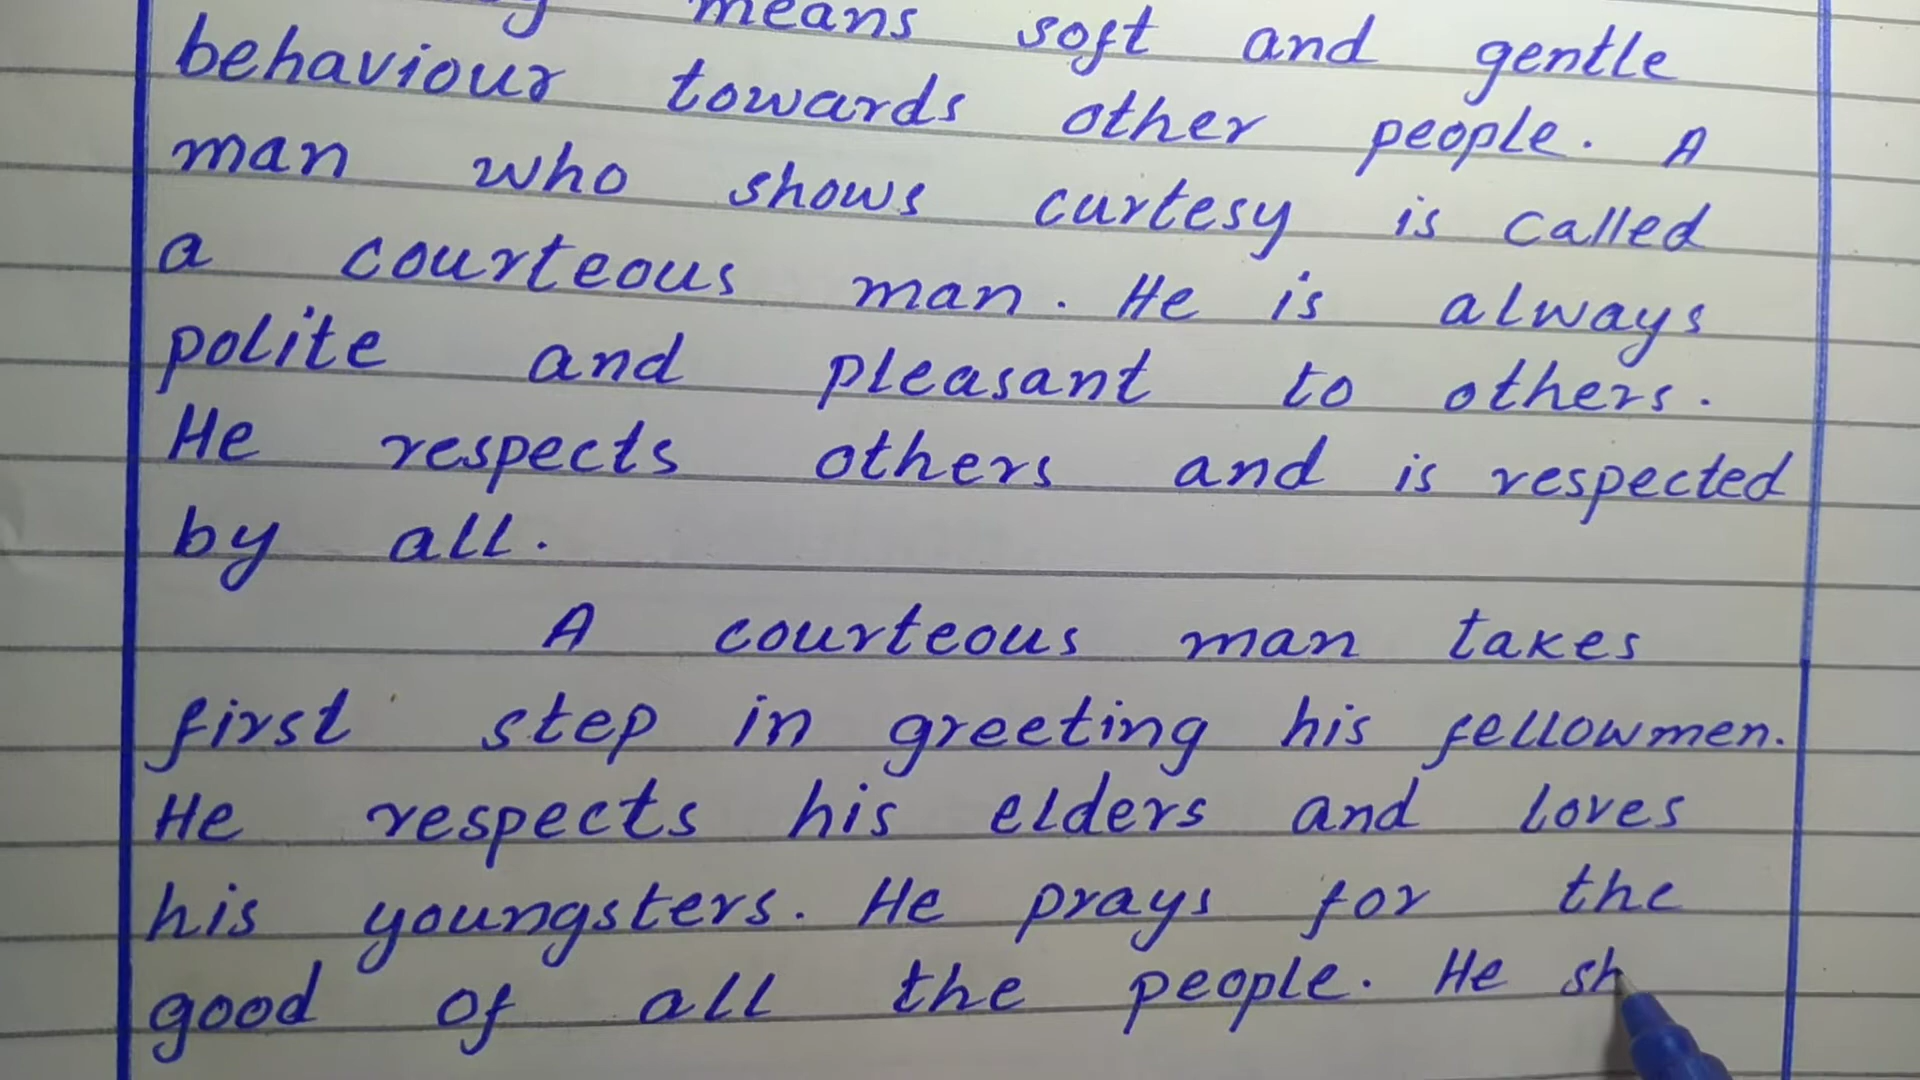 means soft and gentle
behaviour towards other people. A
man who shows curtesy is called
a courteous man. He is always
polite and pleasant to others.
He respects others and is respected
by all.
A courteous man takes
first step in greeting his fellowmen.
He respects his elders and loves
his youngsters. He prays for the
good of all the people. He sh